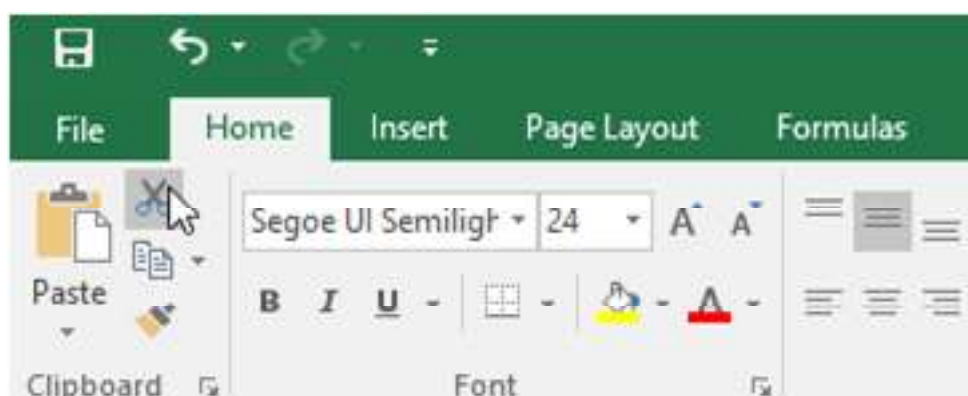 File Home Insert Page Layout Formulas
Segoe UI Semiligh 24 A A
Paste B I U A
Clipboard Font